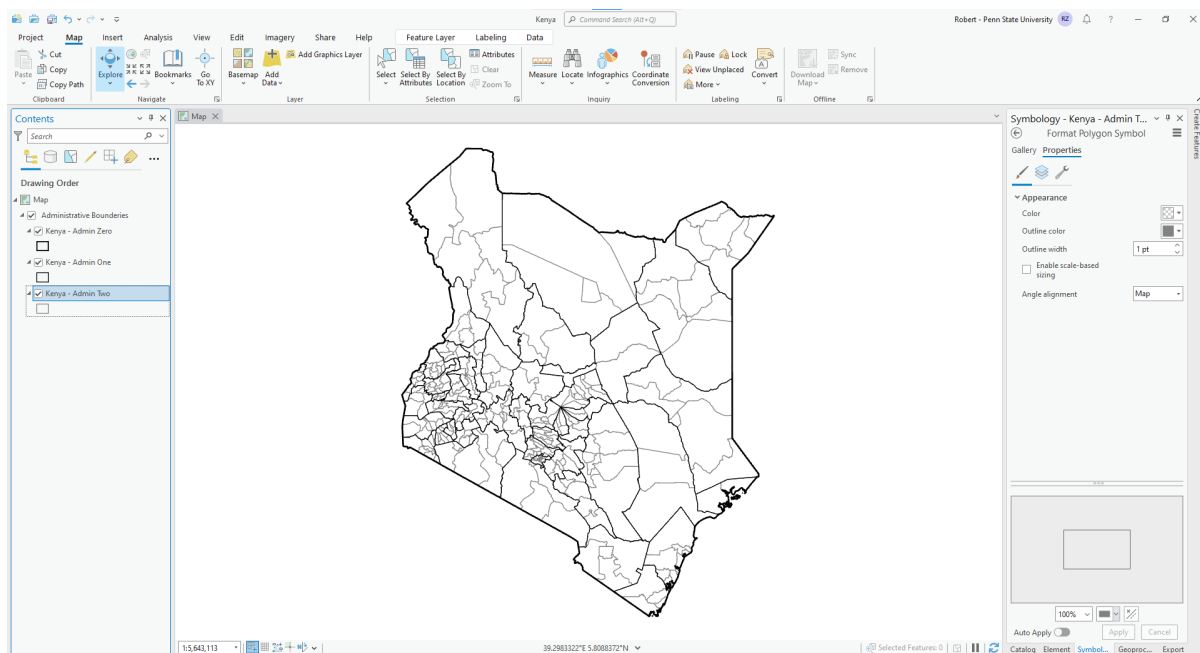 Kenya
Command Search (Alt+Q)
Robert - Penn State University
RZ
?
Project
Map
Insert
Analysis
View
Edit
Imagery
Share
Help
Feature Layer
Labeling
Data
Paste
Cut
Copy
Copy Path
Clipboard
Explore
Bookmarks
Go
To XY
Navigate
Basemap
Add
Data
Add Graphics Layer
Layer
Select
Select By
Attributes
Select By
Location
Attributes
Clear
Zoom To
Selection
Measure
Locate
Infographics
Coordinate
Conversion
Inquiry
Pause
Lock
View Unplaced
More
Convert
Labeling
Download
Map
Sync
Remove
Offline
Contents
Search
Drawing Order
Map
Administrative Bounderies
Kenya - Admin Zero
Kenya - Admin One
Kenya - Admin Two
Map
1:5,643,113
39.2983322°E 5.8088372°N
Selected Features: 0
Symbology - Kenya - Admin T...
Format Polygon Symbol
Gallery
Properties
Appearance
Color
Outline color
Outline width
1 pt
Enable scale-based
sizing
Angle alignment
Map
100%
Auto Apply
Apply
Cancel
Catalog
Element
Symbol...
Geoproc...
Export
Create Features